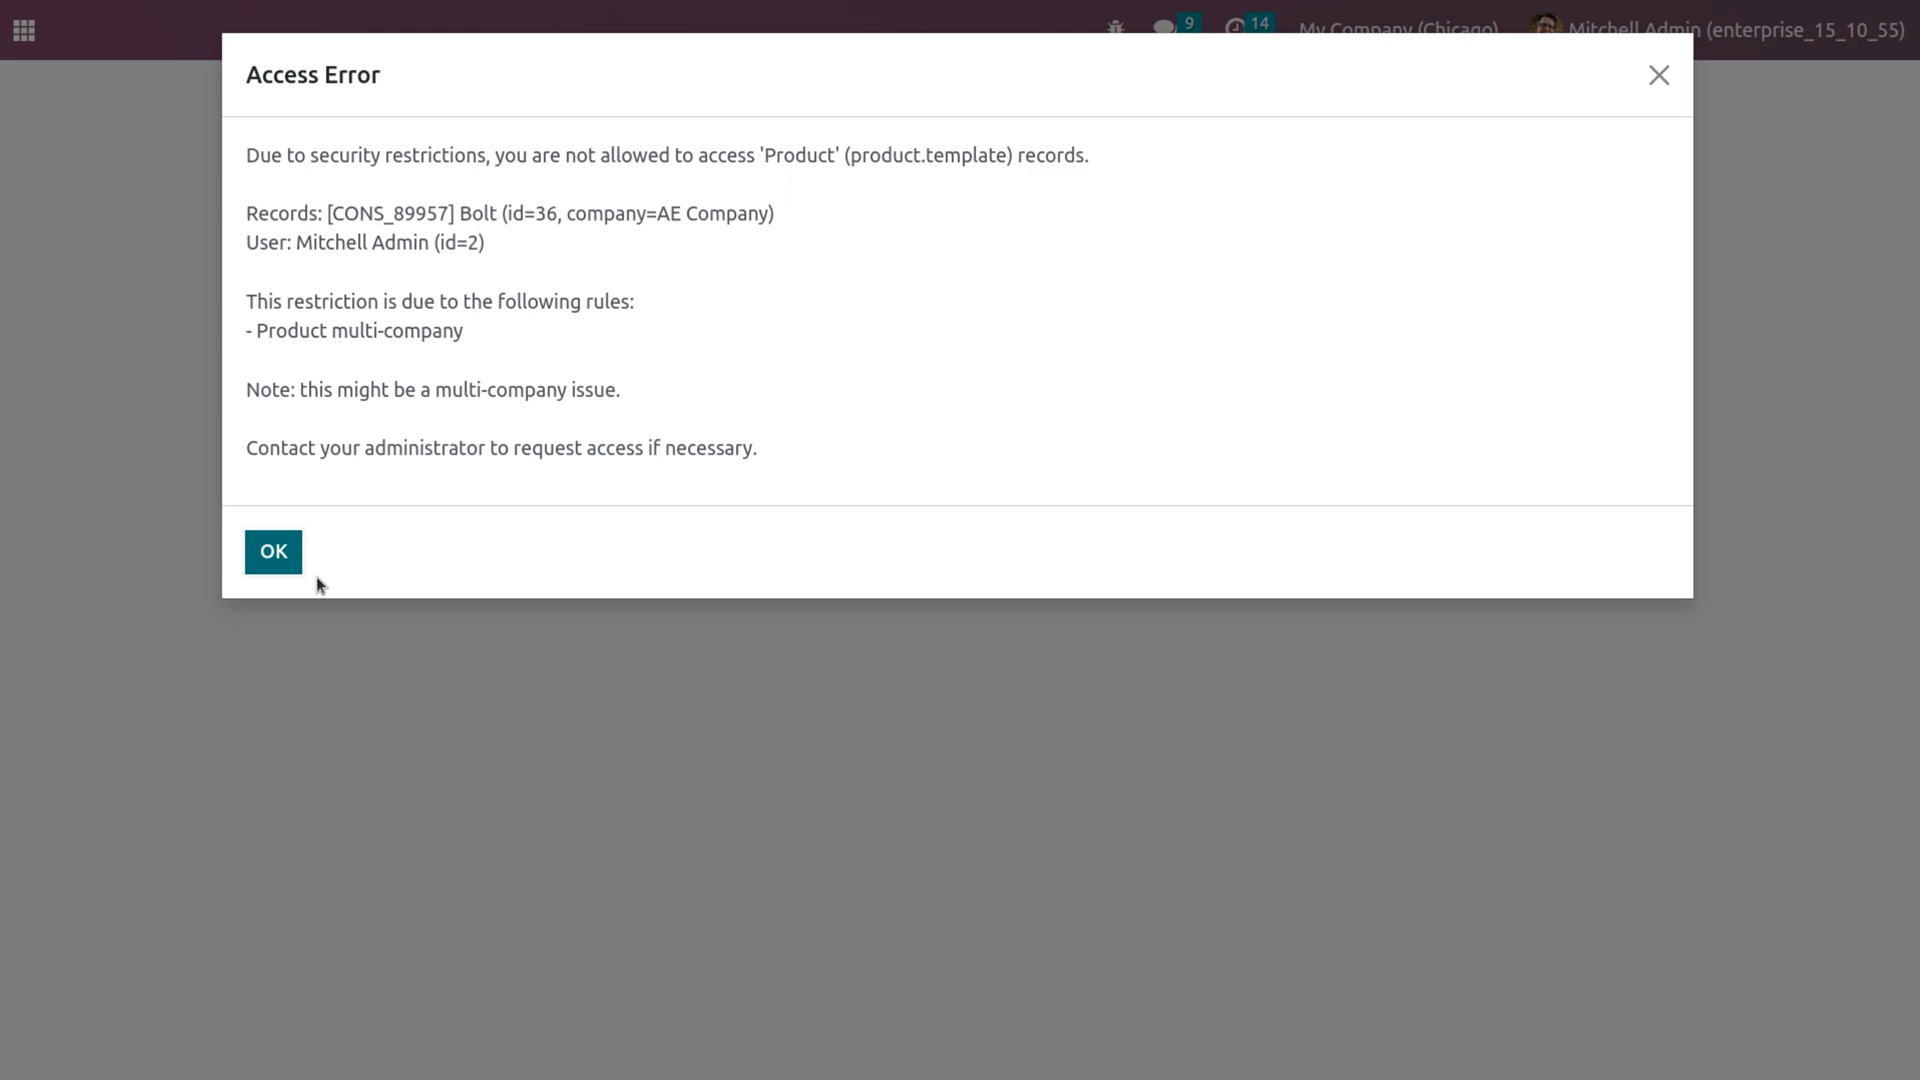 9
14
My Company (Chicago)
Mitchell Admin (enterprise_15_10_55)
Access Error
Due to security restrictions, you are not allowed to access 'Product' (product.template) records.
Records: [CONS_89957] Bolt (id=36, company=AE Company)
User: Mitchell Admin (id=2)
This restriction is due to the following rules:
- Product multi-company
Note: this might be a multi-company issue.
Contact your administrator to request access if necessary.
OK